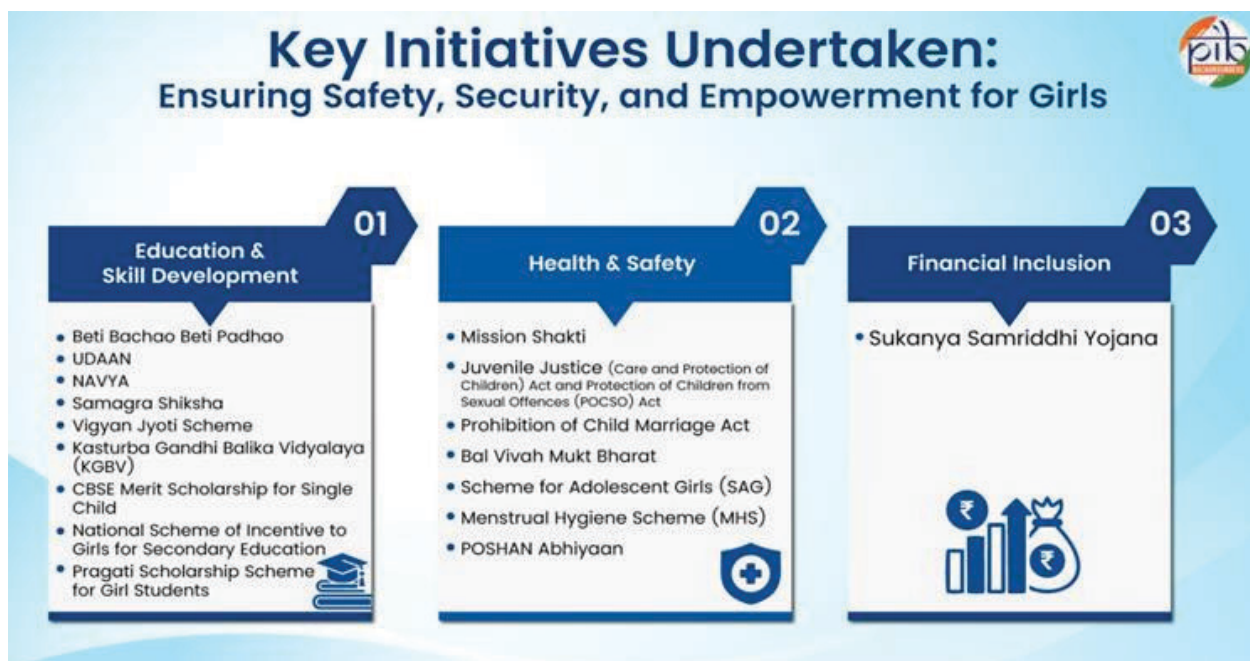 Key Initiatives Undertaken:
Ensuring Safety, Security, and Empowerment for Girls
pib
BACKGROUNDERS
01
Education &
Skill Development
• Beti Bachao Beti Padhao
• UDAAN
• NAVYA
• Samagra Shiksha
• Vigyan Jyoti Scheme
• Kasturba Gandhi Balika Vidyalaya
(KGBV)
• CBSE Merit Scholarship for Single
Child
• National Scheme of Incentive to
Girls for Secondary Education
• Pragati Scholarship Scheme
for Girl Students
02
Health & Safety
• Mission Shakti
• Juvenile Justice (Care and Protection of
Children) Act and Protection of Children from
Sexual Offences (POCSO) Act
• Prohibition of Child Marriage Act
• Bal Vivah Mukt Bharat
• Scheme for Adolescent Girls (SAG)
• Menstrual Hygiene Scheme (MHS)
• POSHAN Abhiyaan
03
Financial Inclusion
• Sukanya Samriddhi Yojana
₹
₹